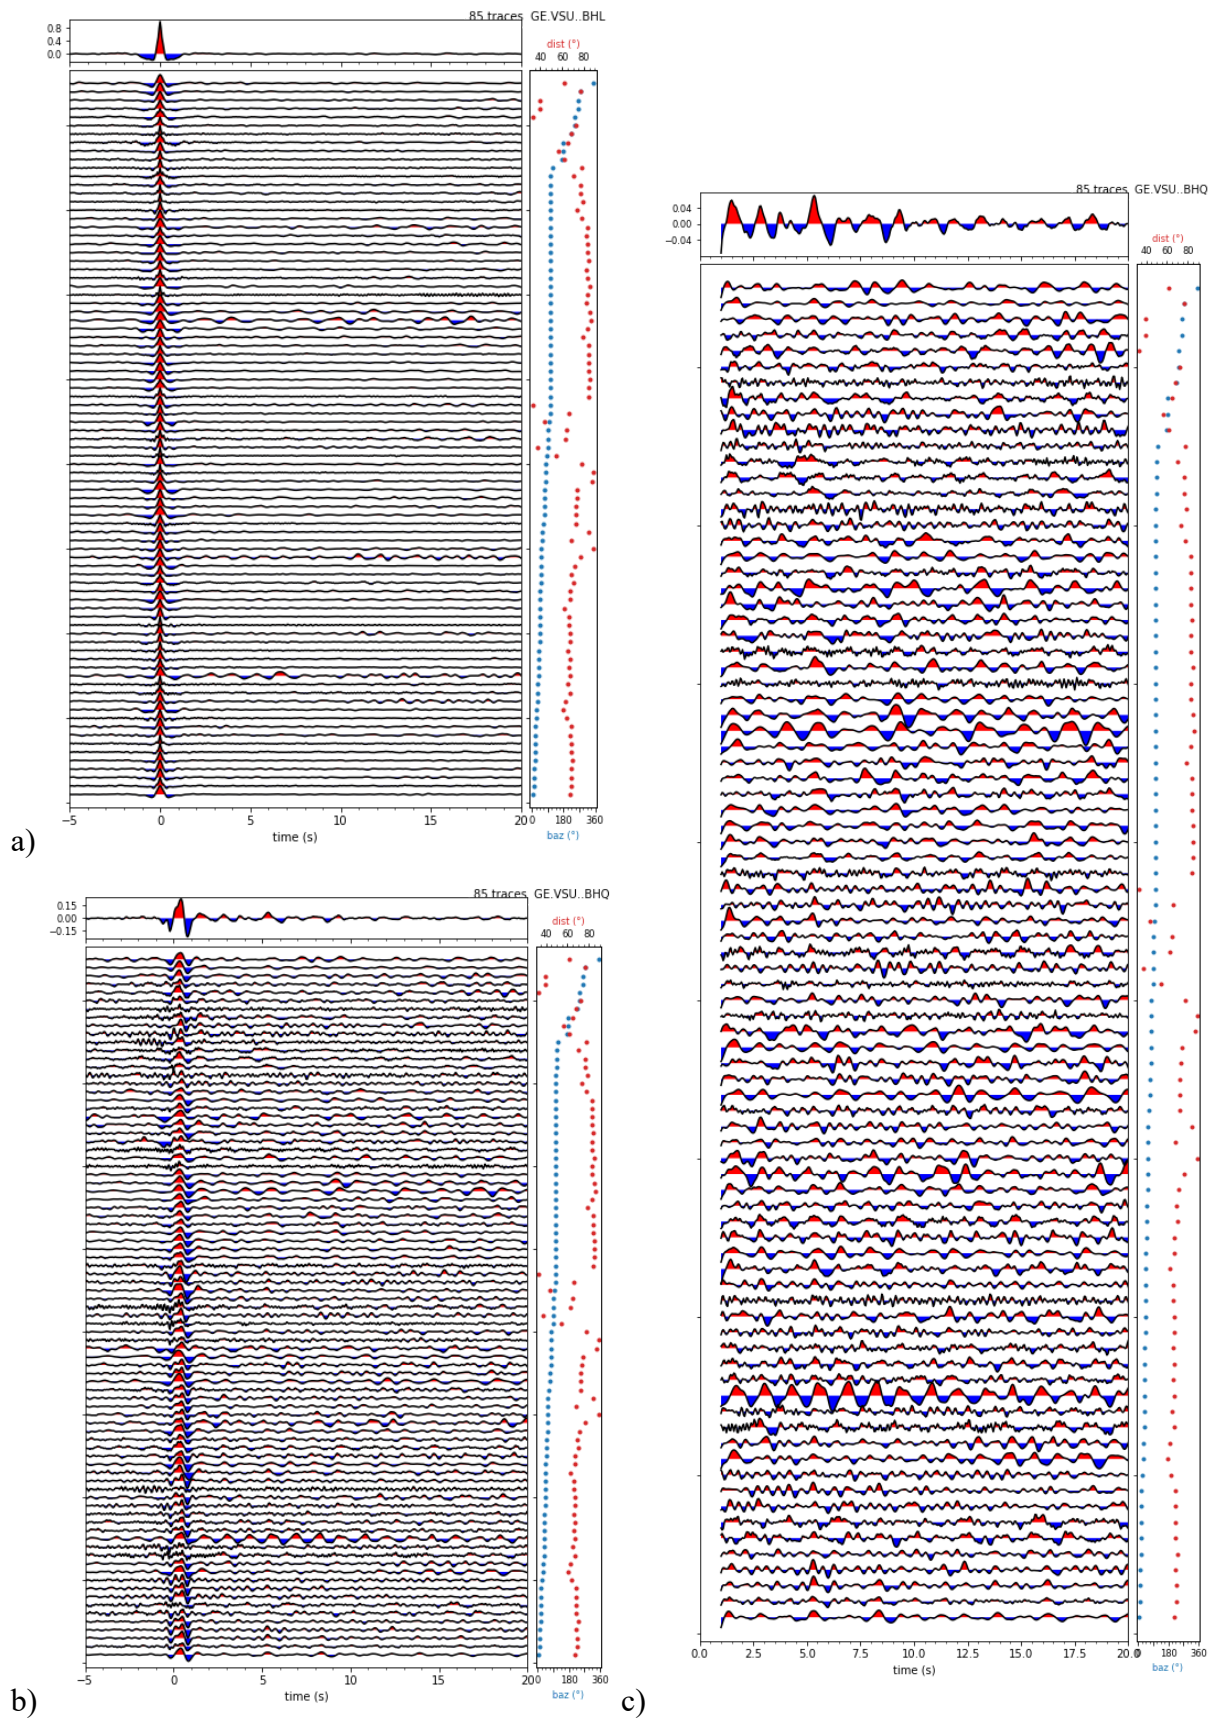 85 traces GE.VSU..BHL
0.8
0.4
0.0
dist (°)
40 60 80
−5 0 5 10 15 20
time (s)
0 180 360
baz (°)
a)
85 traces GE.VSU..BHQ
0.15
0.00
−0.15
dist (°)
40 60 80
−5 0 5 10 15 20
time (s)
0 180 360
baz (°)
b)
85 traces GE.VSU..BHQ
0.04
0.00
−0.04
dist (°)
40 60 80
0.0 2.5 5.0 7.5 10.0 12.5 15.0 17.5 20.0
time (s)
0 180 360
baz (°)
c)